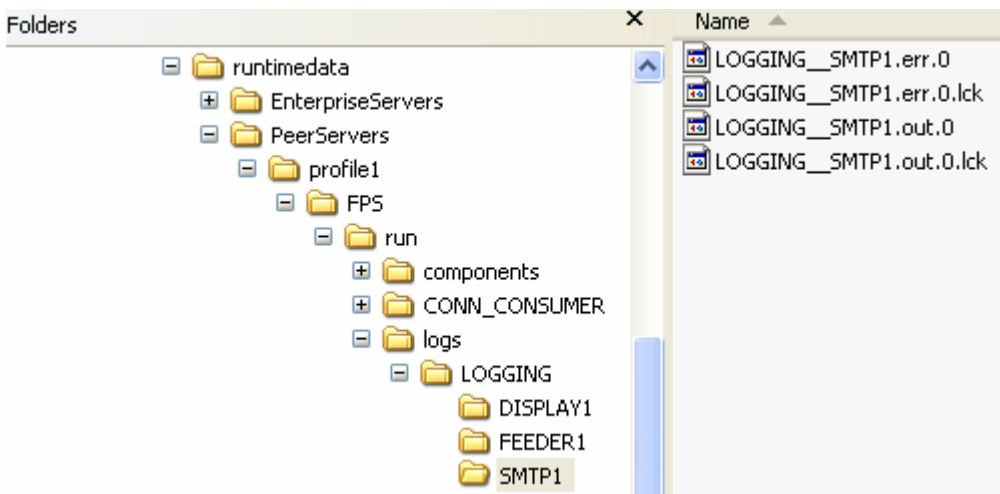 Folders
runtimedata
EnterpriseServers
PeerServers
profile1
FPS
run
components
CONN_CONSUMER
logs
LOGGING
DISPLAY1
FEEDER1
SMTP1
Name
LOGGING__SMTP1.err.0
LOGGING__SMTP1.err.0.lck
LOGGING__SMTP1.out.0
LOGGING__SMTP1.out.0.lck